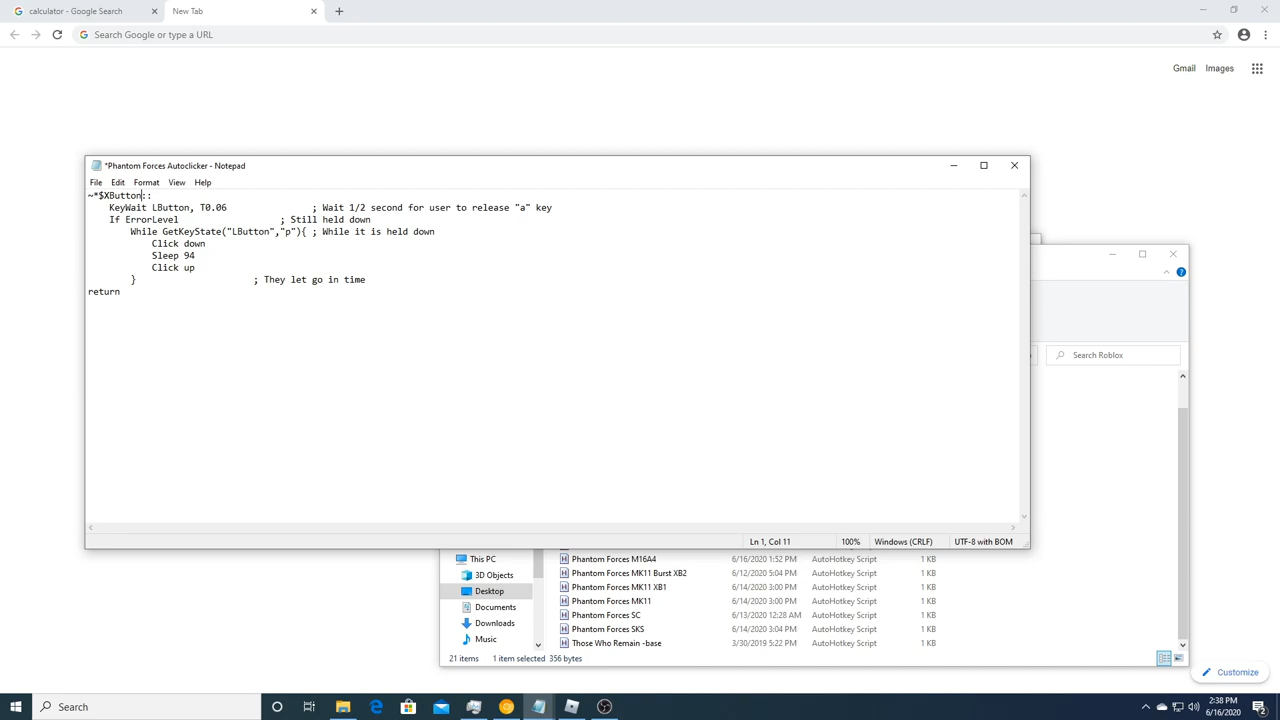 calculator - Google Search
New Tab
Search Google or type a URL
Gmail
Images
*Phantom Forces Autoclicker - Notepad
File Edit Format View Help
~*$XButton::
KeyWait LButton, T0.06 ; Wait 1/2 second for user to release "a" key
If ErrorLevel ; Still held down
While GetKeyState("LButton","p"){ ; While it is held down
Click down
Sleep 94
Click up
} ; They let go in time
return
Ln 1, Col 11 100% Windows (CRLF) UTF-8 with BOM
Search Roblox
This PC
3D Objects
Desktop
Documents
Downloads
Music
Phantom Forces M16A4 6/16/2020 1:52 PM AutoHotkey Script 1 KB
Phantom Forces MK11 Burst XB2 6/12/2020 5:04 PM AutoHotkey Script 1 KB
Phantom Forces MK11 XB1 6/14/2020 3:00 PM AutoHotkey Script 1 KB
Phantom Forces MK11 6/14/2020 3:00 PM AutoHotkey Script 1 KB
Phantom Forces SC 6/13/2020 12:28 AM AutoHotkey Script 1 KB
Phantom Forces SKS 6/14/2020 3:04 PM AutoHotkey Script 1 KB
Those Who Remain -base 3/30/2019 5:22 PM AutoHotkey Script 1 KB
21 items 1 item selected 356 bytes
Customize
Search
2:38 PM
6/16/2020
2